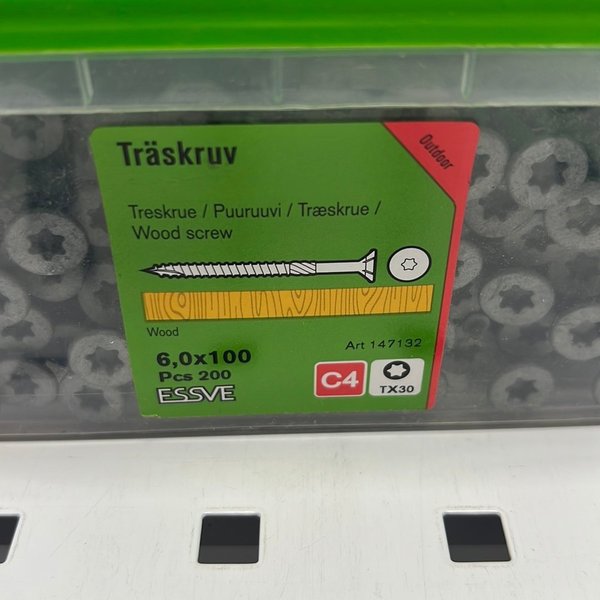 Träskruv
Outdoor
Treskrue / Puuruuvi / Træskrue /
Wood screw
Wood
Art 147132
6,0x100
Pcs 200
ESSVE
C4
TX30